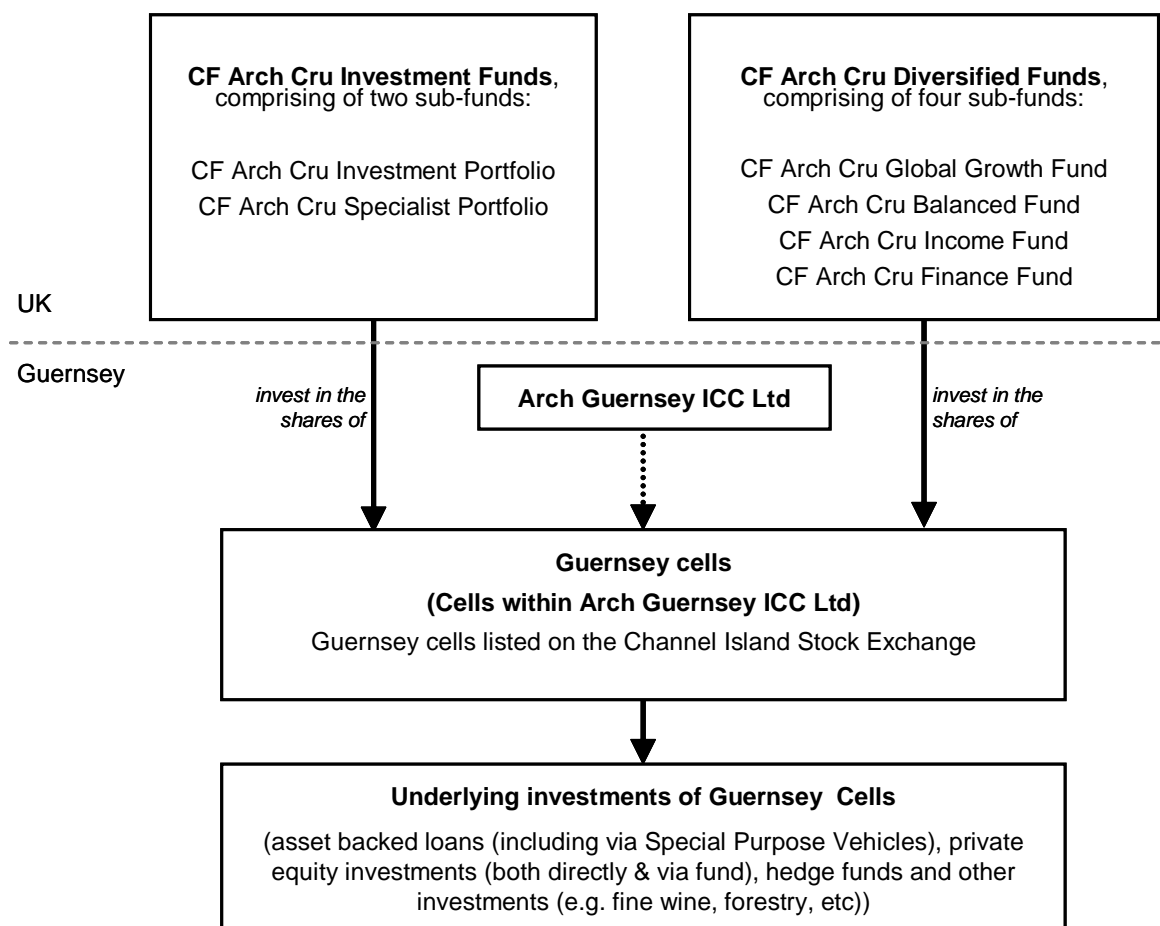 CF Arch Cru Investment Funds,
comprising of two sub-funds:
CF Arch Cru Investment Portfolio
CF Arch Cru Specialist Portfolio
CF Arch Cru Diversified Funds,
comprising of four sub-funds:
CF Arch Cru Global Growth Fund
CF Arch Cru Balanced Fund
CF Arch Cru Income Fund
CF Arch Cru Finance Fund
UK
Guernsey
invest in the
shares of
Arch Guernsey ICC Ltd
invest in the
shares of
Guernsey cells
(Cells within Arch Guernsey ICC Ltd)
Guernsey cells listed on the Channel Island Stock Exchange
Underlying investments of Guernsey Cells
(asset backed loans (including via Special Purpose Vehicles), private
equity investments (both directly & via fund), hedge funds and other
investments (e.g. fine wine, forestry, etc))